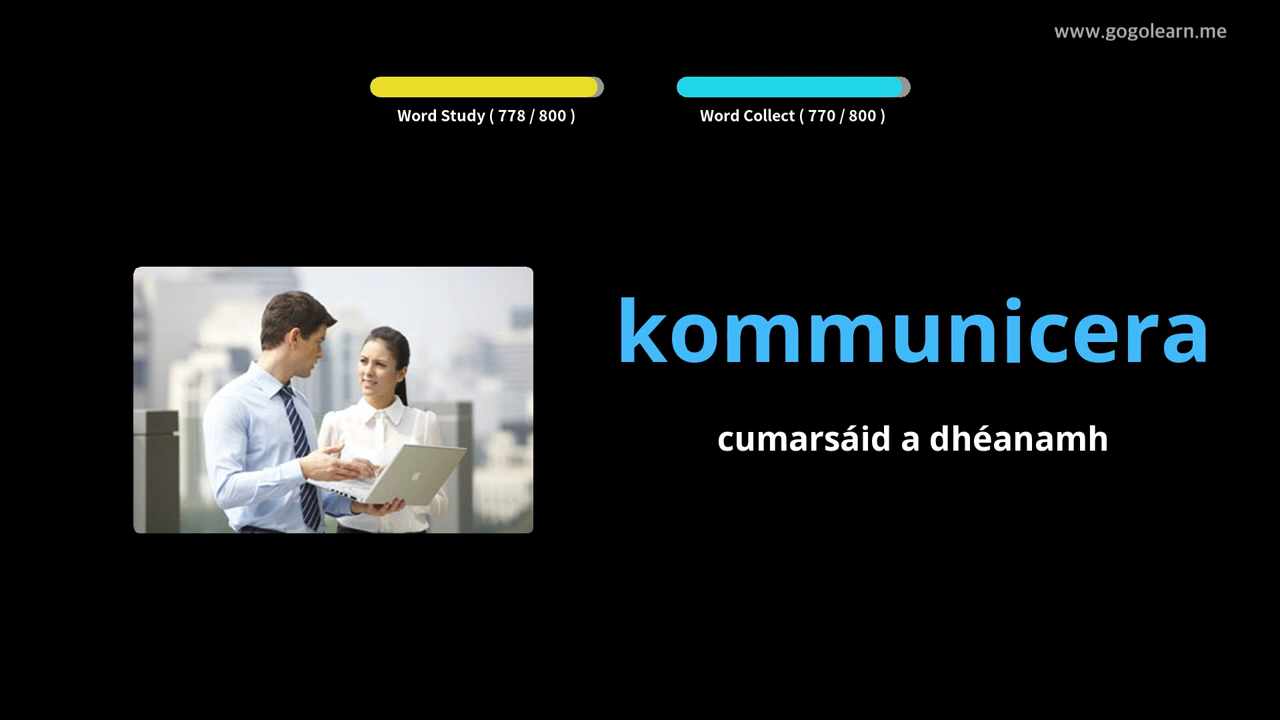 www.gogolearn.me
Word Study ( 778 / 800 )
Word Collect ( 770 / 800 )
kommunicera
cumarsáid a dhéanamh